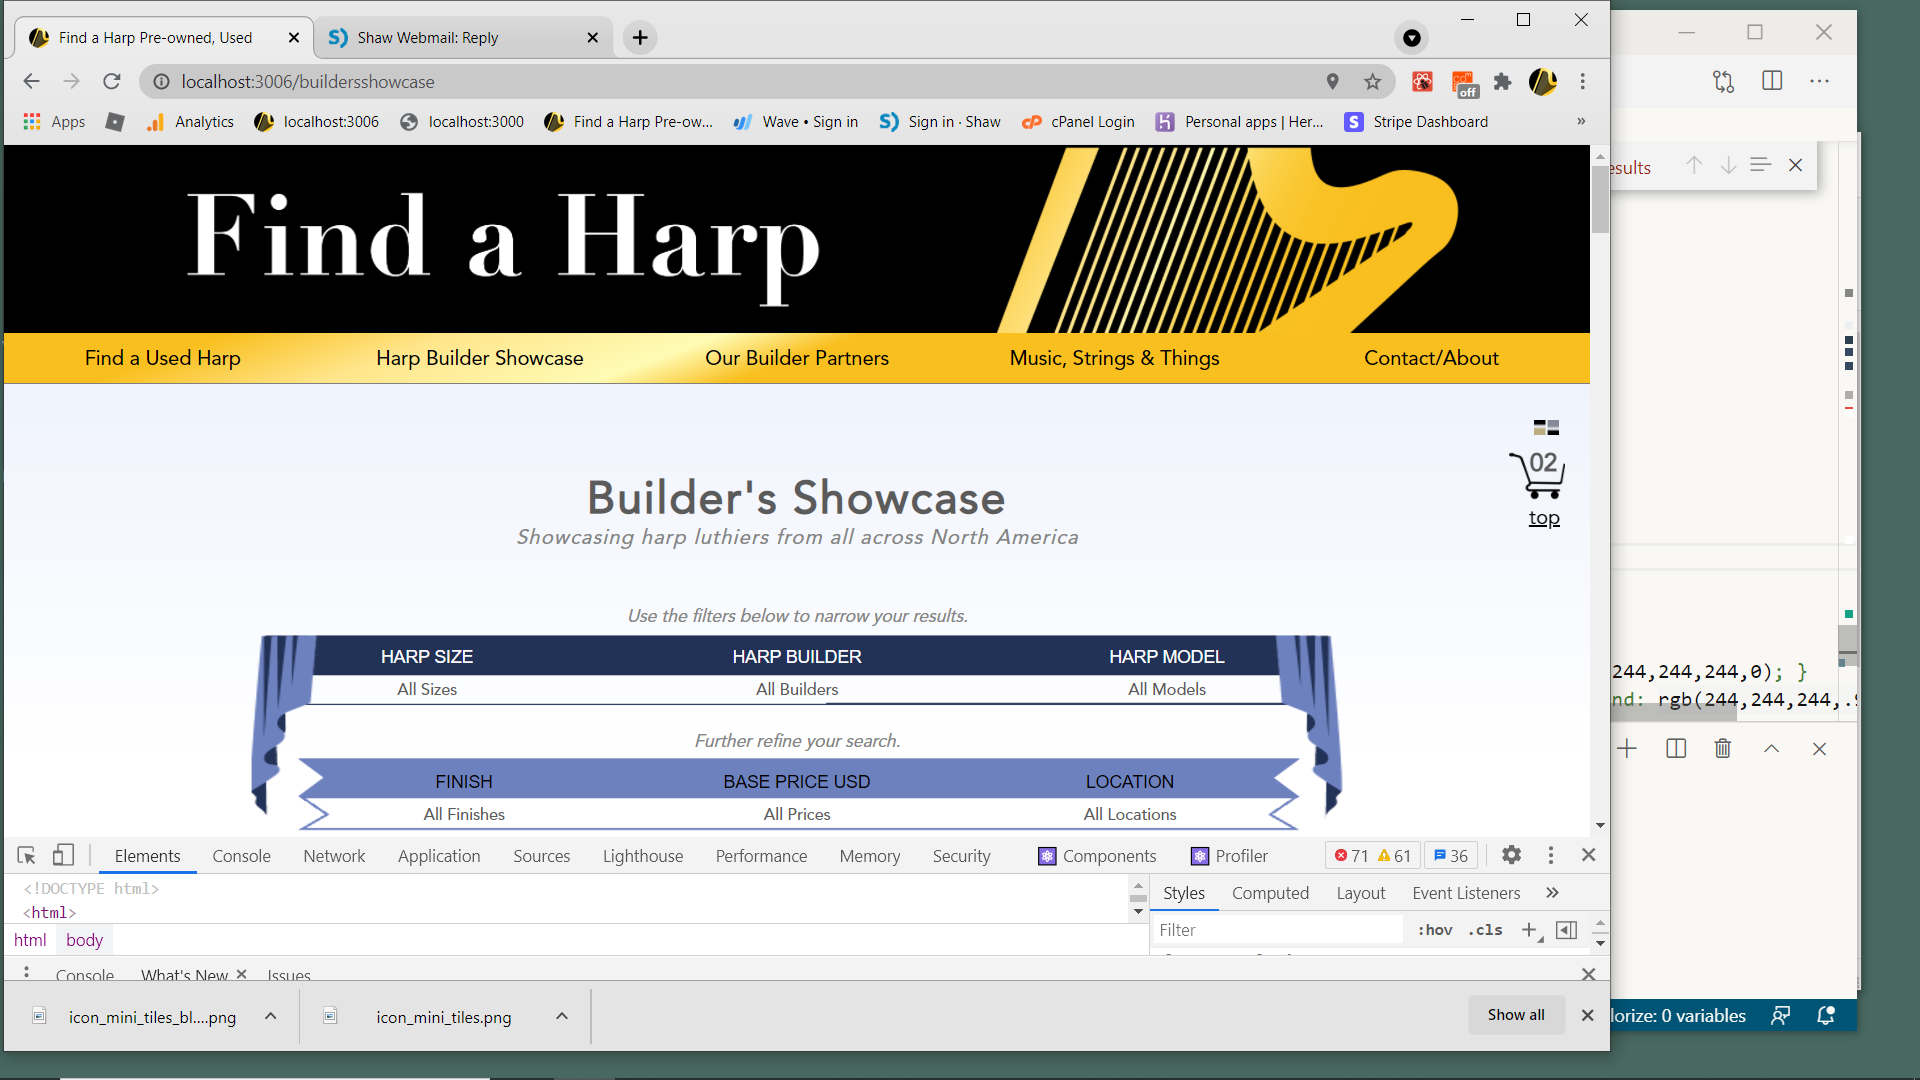 Find a Harp Pre-owned, Used
Shaw Webmail: Reply
localhost:3006/buildersshowcase
off
Apps
Analytics
localhost:3006
localhost:3000
Find a Harp Pre-ow...
Wave • Sign in
Sign in · Shaw
cPanel Login
Personal apps | Her...
Stripe Dashboard
»
Find a Harp
Find a Used Harp
Harp Builder Showcase
Our Builder Partners
Music, Strings & Things
Contact/About
02
top
Builder's Showcase
Showcasing harp luthiers from all across North America
Use the filters below to narrow your results.
HARP SIZE
HARP BUILDER
HARP MODEL
All Sizes
All Builders
All Models
Further refine your search.
FINISH
BASE PRICE USD
LOCATION
All Finishes
All Prices
All Locations
esults
244,244,244,0); }
nd: rgb(244,244,244,.9
Elements
Console
Network
Application
Sources
Lighthouse
Performance
Memory
Security
Components
Profiler
71
61
36
<!DOCTYPE html>
<html>
html
body
Styles
Computed
Layout
Event Listeners
»
Filter
:hov
.cls
Console
What's New
Issues
icon_mini_tiles_bl....png
icon_mini_tiles.png
Show all
lorize: 0 variables